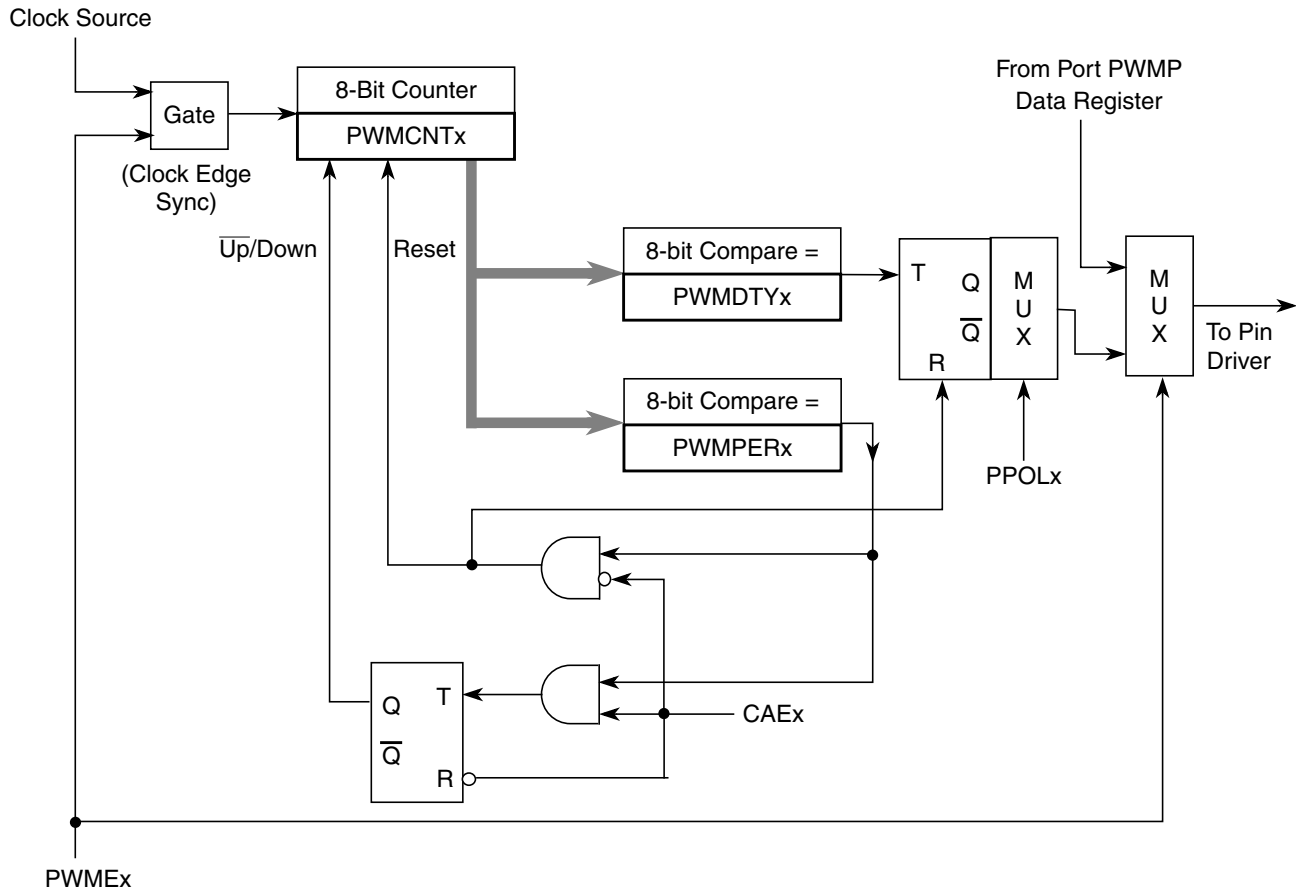 Clock Source
From Port PWMP
Data Register
8-Bit Counter
Gate
PWMCNTx
(Clock Edge
Sync)
U̅p̅/Down
Reset
8-bit Compare =
PWMDTYx
T
Q
Q̅
R
M
U
X
M
U
X
To Pin
Driver
8-bit Compare =
PWMPERx
PPOLx
Q
T
Q̅
R
CAEx
PWMEx